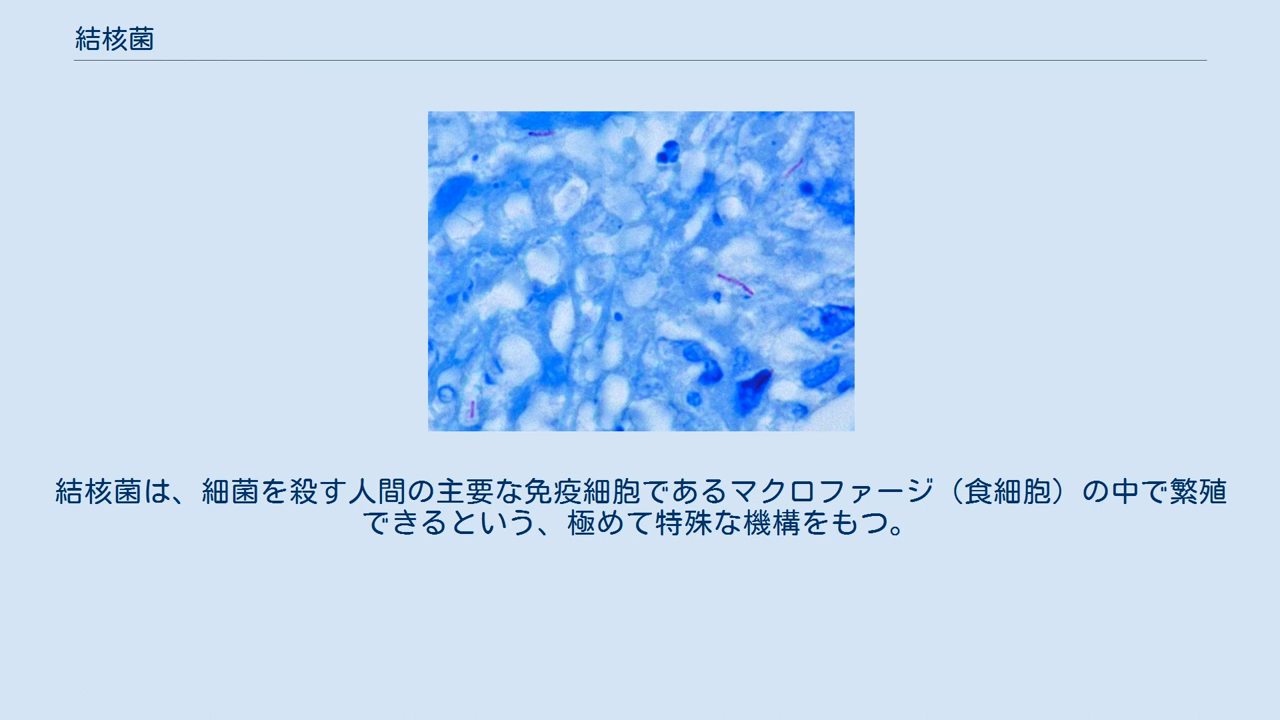 結核菌
結核菌は、細菌を殺す人間の主要な免疫細胞であるマクロファージ（食細胞）の中で繁殖
できるという、極めて特殊な機構をもつ。